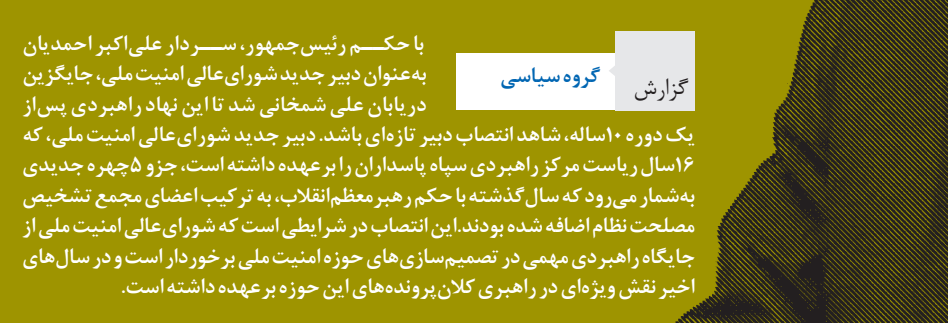 گزارش
گروه سیاسی
با حکم رئیس‌جمهور، سردار علی‌اکبر احمدیان
به‌عنوان دبیر جدید شورای‌عالی امنیت ملی، جایگزین
دریابان علی شمخانی شد تا این نهاد راهبردی پس از
یک دوره ۱۰ساله، شاهد انتصاب دبیر تازه‌ای باشد. دبیر جدید شورای‌عالی امنیت ملی، که
۱۶سال ریاست مرکز راهبردی سپاه پاسداران را برعهده داشته است، جزو ۵چهره جدیدی
به‌شمار می‌رود که سال گذشته با حکم رهبر معظم‌انقلاب، به ترکیب اعضای مجمع تشخیص
مصلحت نظام اضافه شده بودند.این انتصاب در شرایطی است که شورای‌عالی امنیت ملی از
جایگاه راهبردی مهمی در تصمیم‌سازی‌های حوزه امنیت ملی برخوردار است و در سال‌های
اخیر نقش ویژه‌ای در راهبری کلان‌پرونده‌های این حوزه برعهده داشته است.